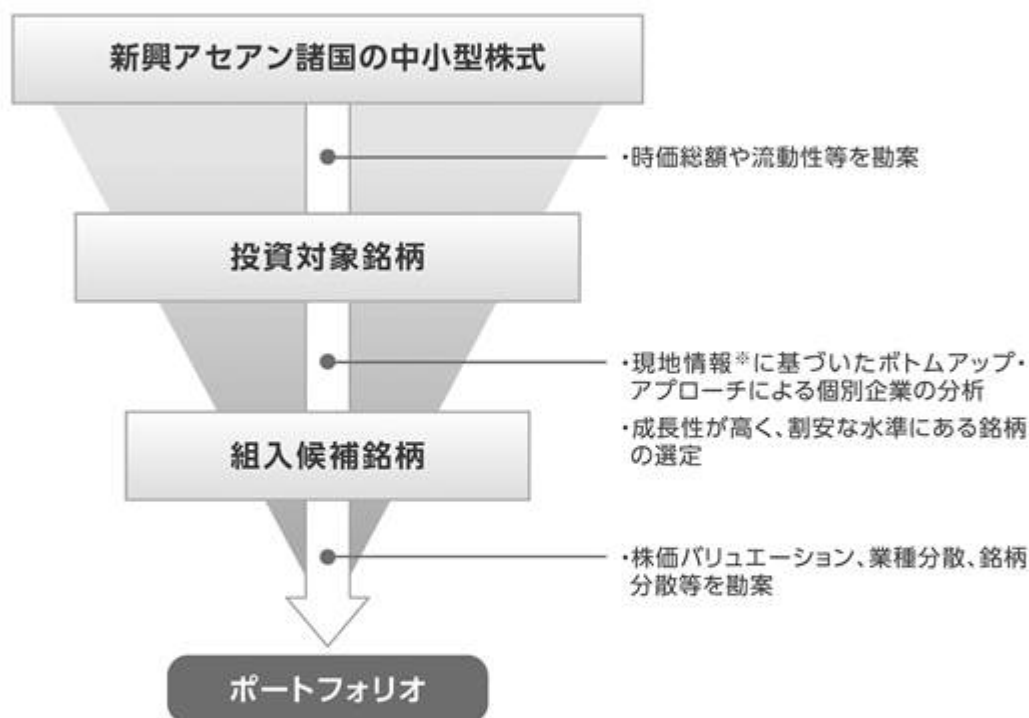 新興アセアン諸国の中小型株式
・時価総額や流動性等を勘案
投資対象銘柄
・現地情報※に基づいたボトムアップ・
アプローチによる個別企業の分析
・成長性が高く、割安な水準にある銘柄
の選定
組入候補銘柄
・株価バリュエーション、業種分散、銘柄
分散等を勘案
ポートフォリオ